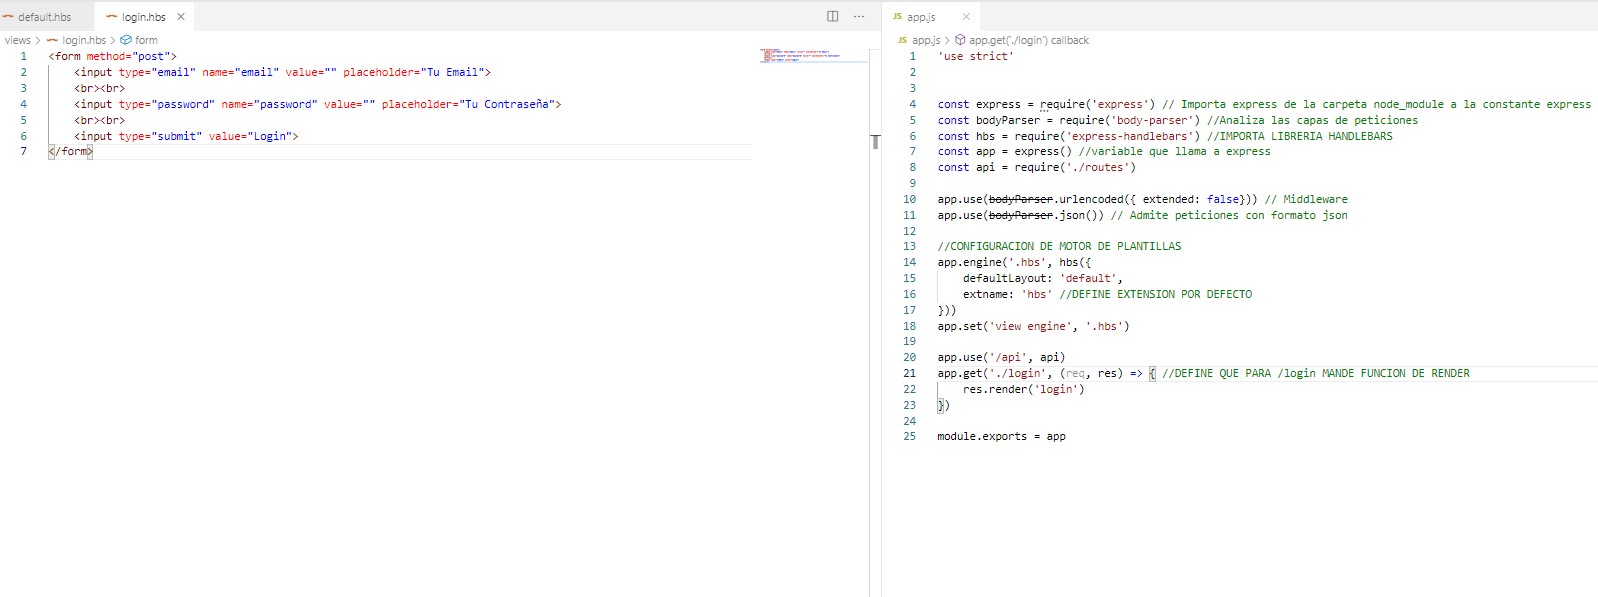 default.hbs
login.hbs
views > login.hbs > form
1 <form method="post">
2 <input type="email" name="email" value="" placeholder="Tu Email">
3 <br><br>
4 <input type="password" name="password" value="" placeholder="Tu Contraseña">
5 <br><br>
6 <input type="submit" value="Login">
7 </form>
JS app.js
JS app.js > app.get('./login') callback
1 'use strict'
2
3
4 const express = require('express') // Importa express de la carpeta node_module a la constante express
5 const bodyParser = require('body-parser') //Analiza las capas de peticiones
6 const hbs = require('express-handlebars') //IMPORTA LIBRERIA HANDLEBARS
7 const app = express() //variable que llama a express
8 const api = require('./routes')
9
10 app.use(bodyParser.urlencoded({ extended: false})) // Middleware
11 app.use(bodyParser.json()) // Admite peticiones con formato json
12
13 //CONFIGURACION DE MOTOR DE PLANTILLAS
14 app.engine('.hbs', hbs({
15 defaultLayout: 'default',
16 extname: 'hbs' //DEFINE EXTENSION POR DEFECTO
17 }))
18 app.set('view engine', '.hbs')
19
20 app.use('/api', api)
21 app.get('./login', (req, res) => { //DEFINE QUE PARA /login MANDE FUNCION DE RENDER
22 res.render('login')
23 })
24
25 module.exports = app